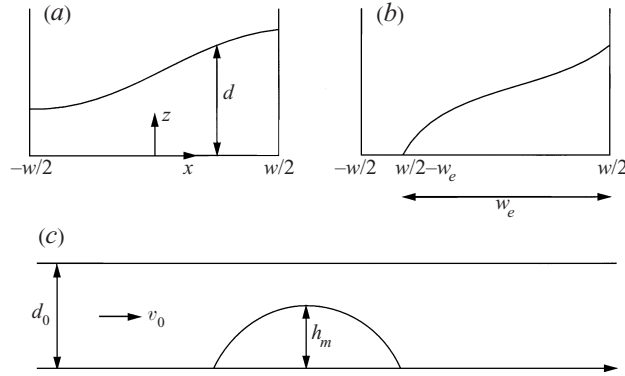 (a) (b)
z d
−w/2 x w/2 −w/2 w/2−w_e w/2
w_e
(c)
d_0 v_0 h_m